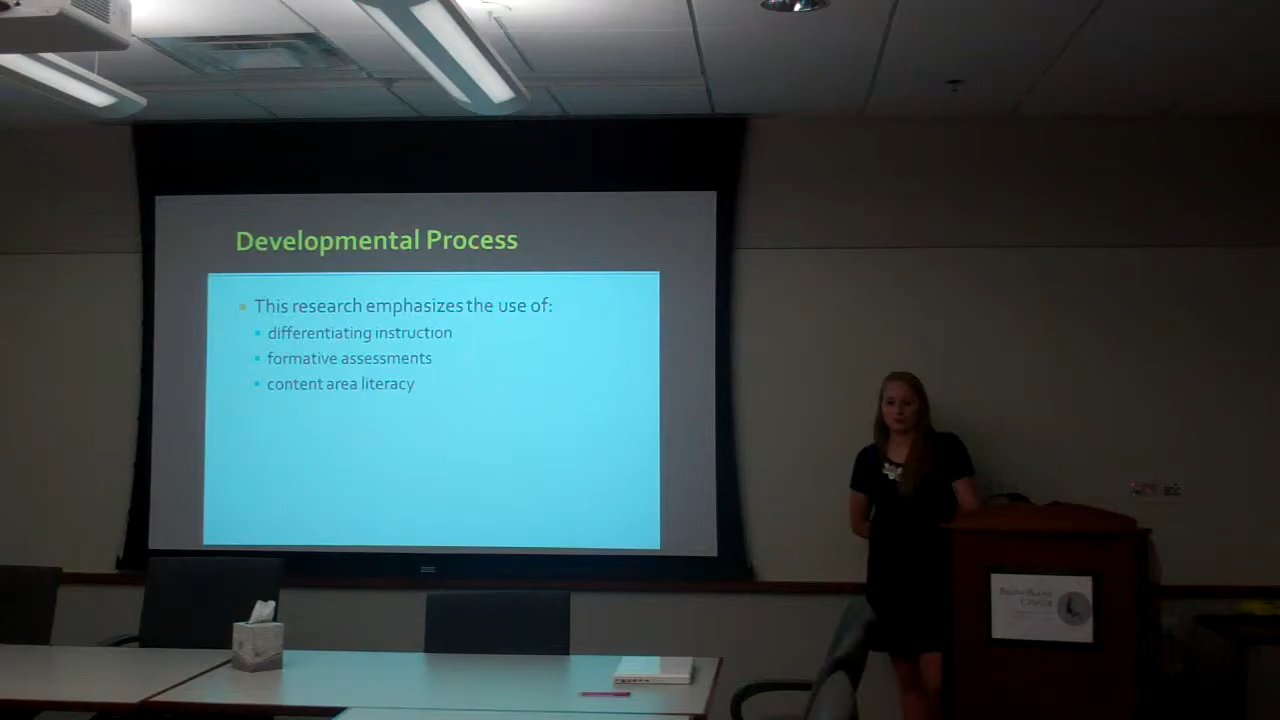 Developmental Process
This research emphasizes the use of:
differentiating instruction
formative assessments
content area literacy